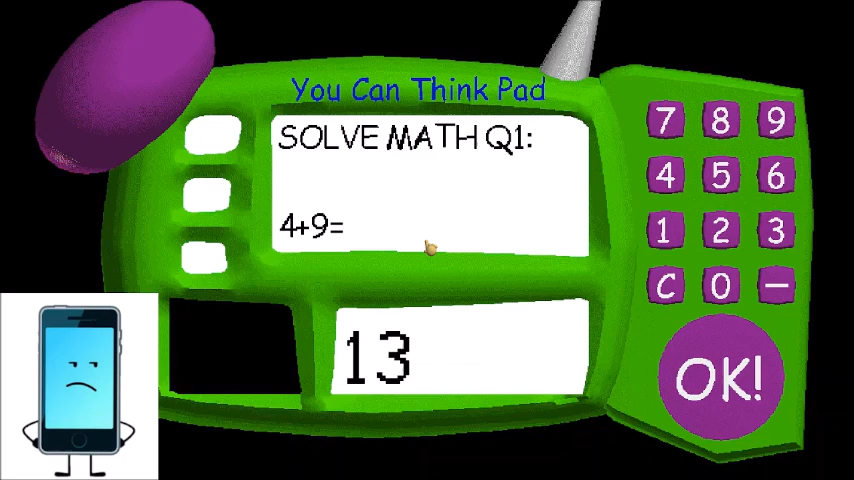 You Can Think Pad
SOLVE MATH Q1:
4+9=
13
7 8 9
4 5 6
1 2 3
C 0 −
OK!